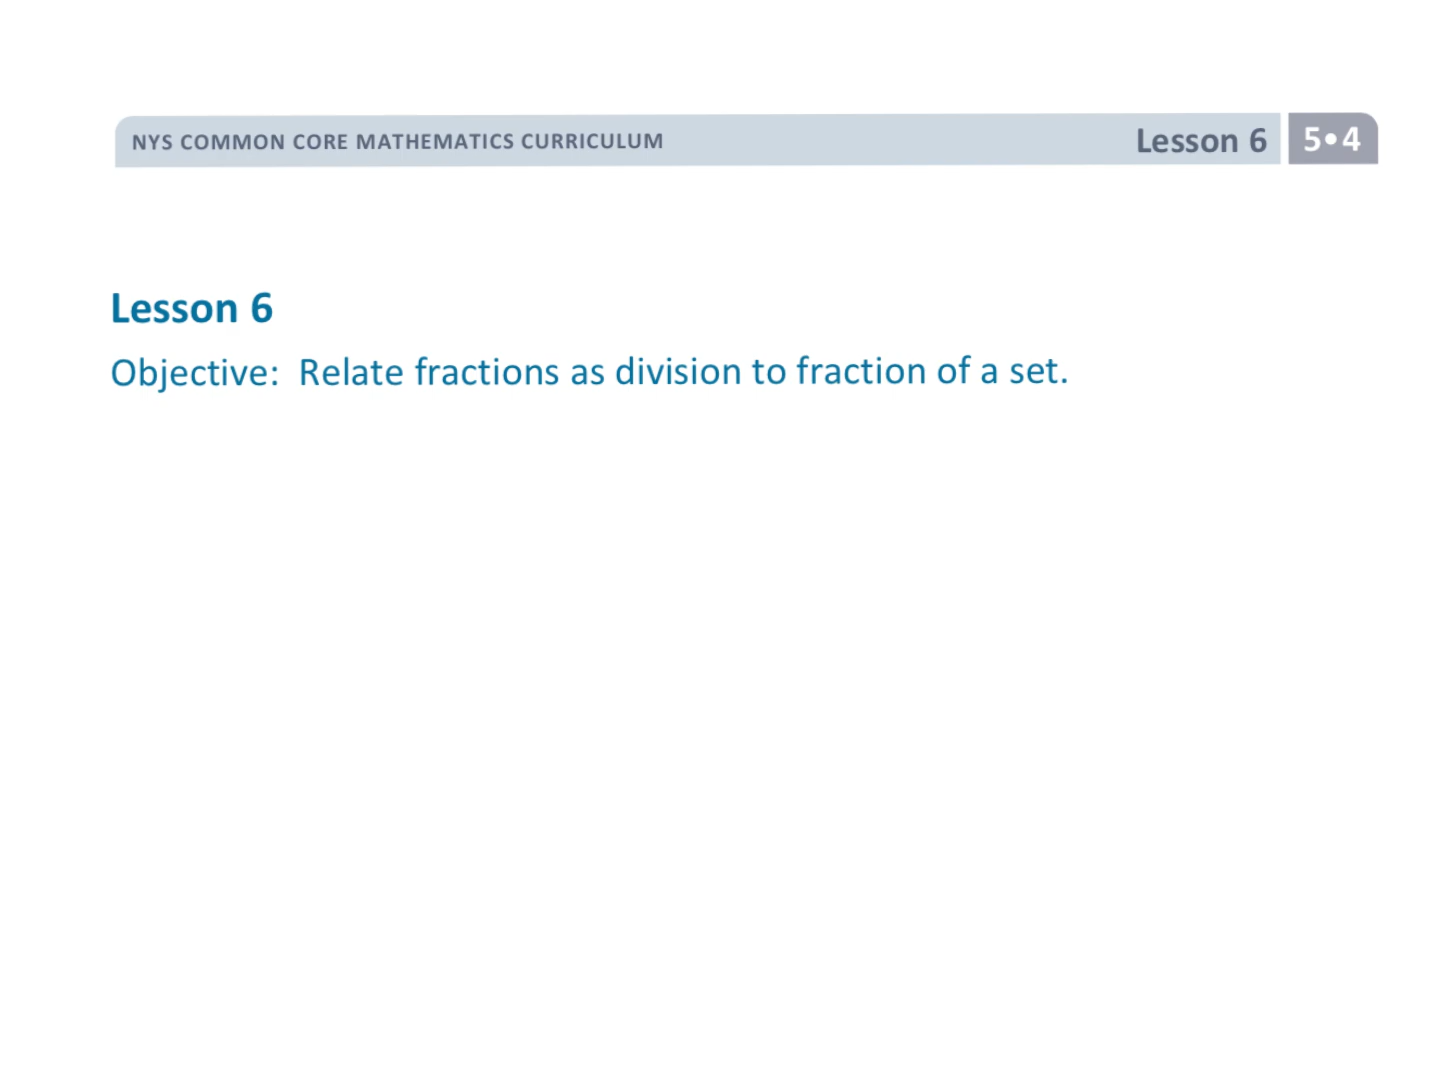 NYS COMMON CORE MATHEMATICS CURRICULUM Lesson 6 5•4
Lesson 6
Objective: Relate fractions as division to fraction of a set.